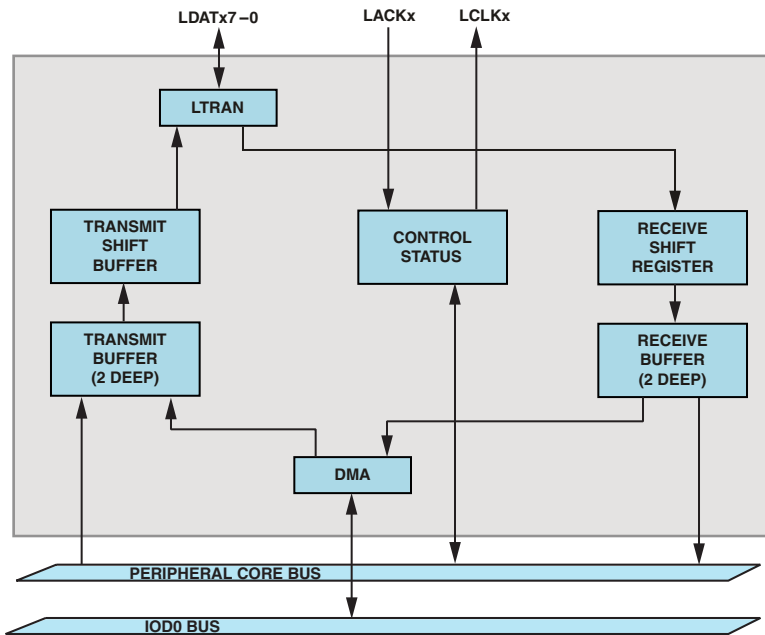 LDATx7–0
LACKx
LCLKx
LTRAN
TRANSMIT
SHIFT
BUFFER
CONTROL
STATUS
RECEIVE
SHIFT
REGISTER
TRANSMIT
BUFFER
(2 DEEP)
RECEIVE
BUFFER
(2 DEEP)
DMA
PERIPHERAL CORE BUS
IOD0 BUS